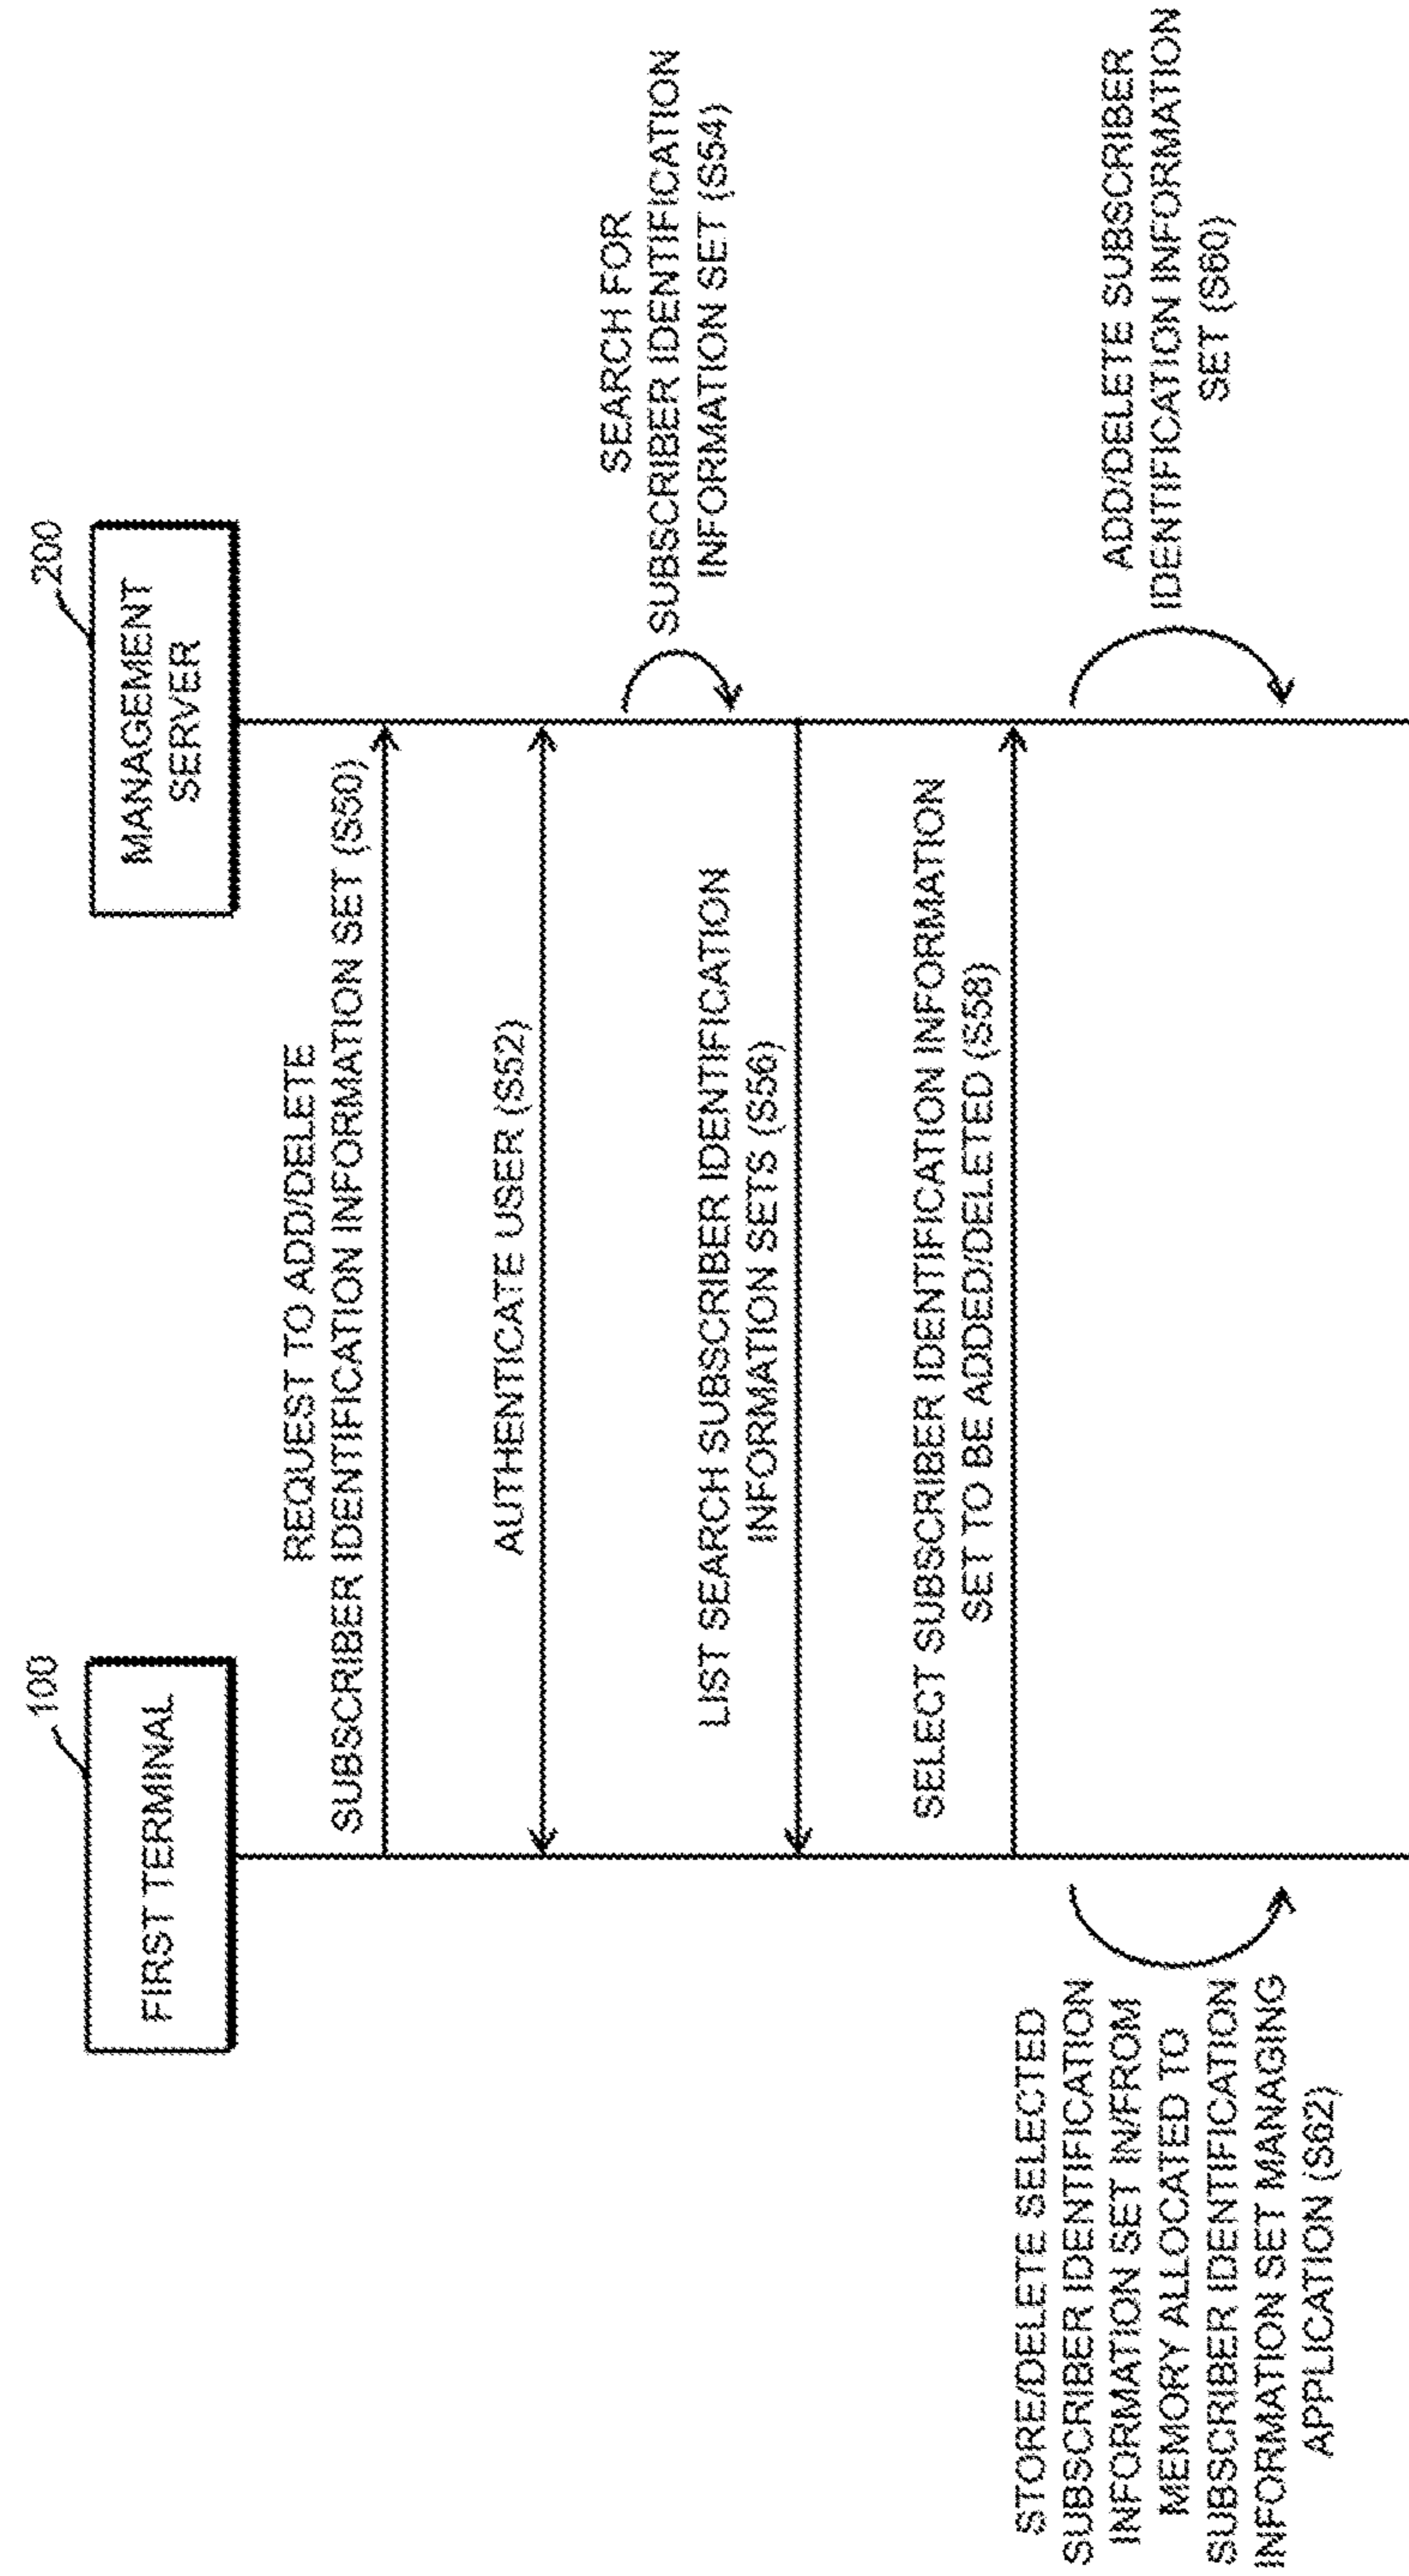 100
FIRST TERMINAL
200
MANAGEMENT
SERVER
REQUEST TO ADD/DELETE
SUBSCRIBER IDENTIFICATION INFORMATION SET (S50)
AUTHENTICATE USER (S52)
SEARCH FOR
SUBSCRIBER IDENTIFICATION
INFORMATION SET (S54)
LIST SEARCH SUBSCRIBER IDENTIFICATION
INFORMATION SETS (S56)
SELECT SUBSCRIBER IDENTIFICATION INFORMATION
SET TO BE ADDED/DELETED (S58)
ADD/DELETE SUBSCRIBER
IDENTIFICATION INFORMATION
SET (S60)
STORE/DELETE SELECTED
SUBSCRIBER IDENTIFICATION
INFORMATION SET IN/FROM
MEMORY ALLOCATED TO
SUBSCRIBER IDENTIFICATION
INFORMATION SET MANAGING
APPLICATION (S62)